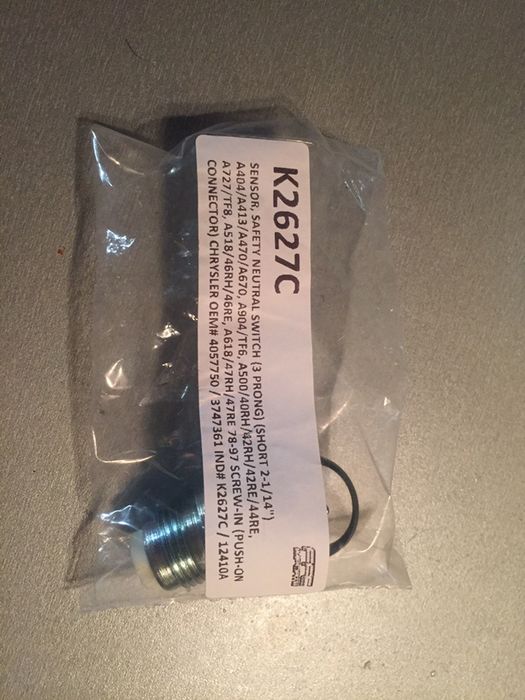 K2627C
SENSOR, SAFETY NEUTRAL SWITCH (3 PRONG) (SHORT 2-1/14")
A404/A413/A470/A670, A904/TF6, A500/40RH/42RH/42RE/44RE,
A727/TF8, A518/46RH/46RE, A618/47RH/47RE 78-97 SCREW-IN (PUSH-ON
CONNECTOR) CHRYSLER OEM# 4057750 / 3747361 IND# K2627C / 12410A